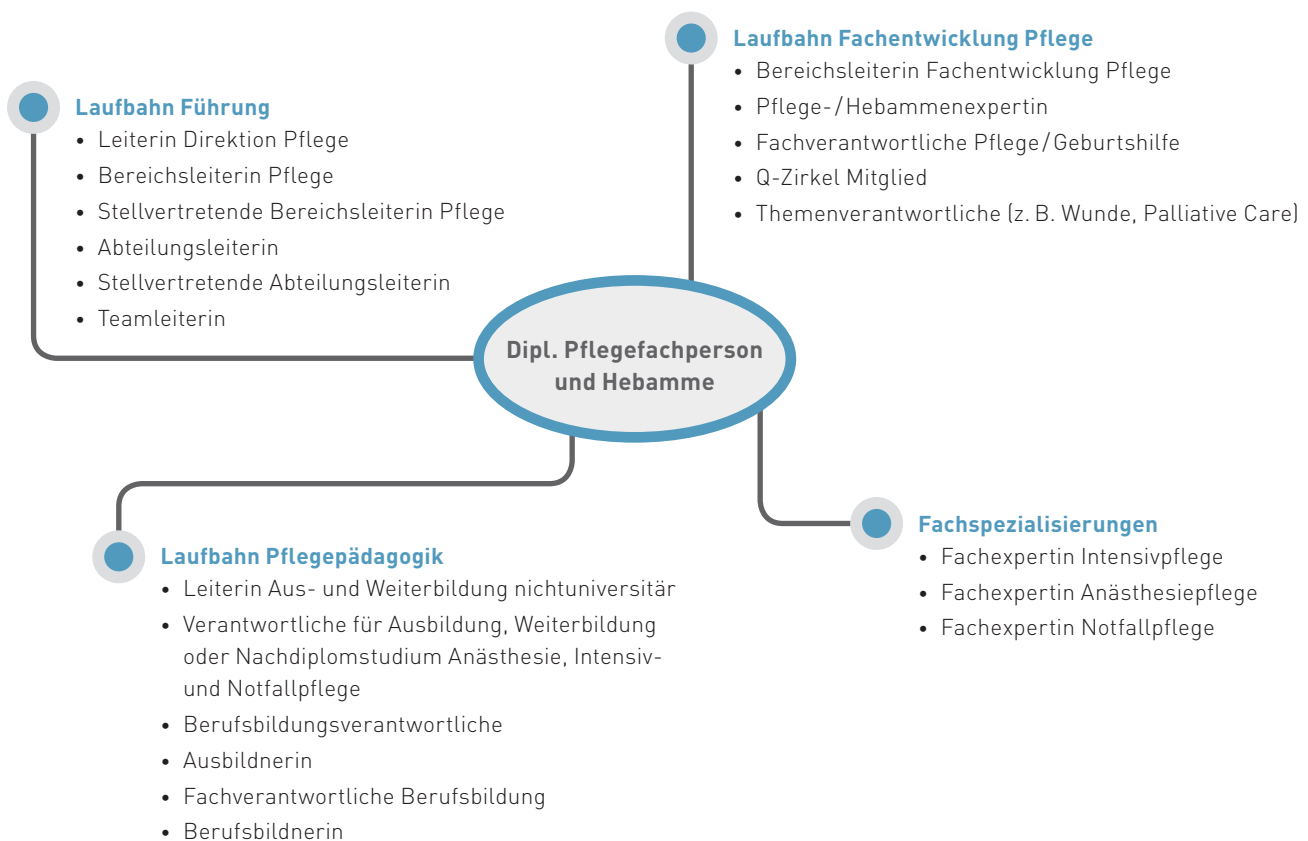 Laufbahn Fachentwicklung Pflege
• Bereichsleiterin Fachentwicklung Pflege
• Pflege-/Hebammenexpertin
• Fachverantwortliche Pflege/Geburtshilfe
• Q-Zirkel Mitglied
• Themenverantwortliche (z. B. Wunde, Palliative Care)
Laufbahn Führung
• Leiterin Direktion Pflege
• Bereichsleiterin Pflege
• Stellvertretende Bereichsleiterin Pflege
• Abteilungsleiterin
• Stellvertretende Abteilungsleiterin
• Teamleiterin
Dipl. Pflegefachperson
und Hebamme
Fachspezialisierungen
• Fachexpertin Intensivpflege
• Fachexpertin Anästhesiepflege
• Fachexpertin Notfallpflege
Laufbahn Pflegepädagogik
• Leiterin Aus- und Weiterbildung nichtuniversitär
• Verantwortliche für Ausbildung, Weiterbildung
oder Nachdiplomstudium Anästhesie, Intensiv-
und Notfallpflege
• Berufsbildungsverantwortliche
• Ausbildnerin
• Fachverantwortliche Berufsbildung
• Berufsbildnerin